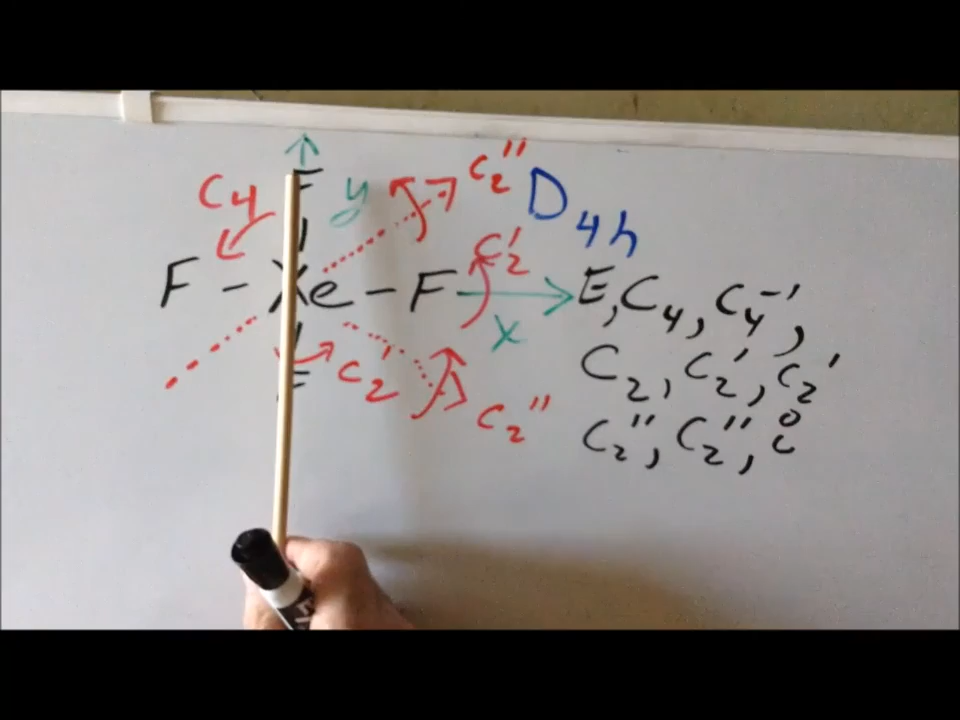 C₂''
C₄ F y D₄ₕ
C₂'
F - Xe - F E, C₄, C₄⁻¹,
x
F C₂' C₂, C₂', C₂'
C₂'' C₂'', C₂'', i